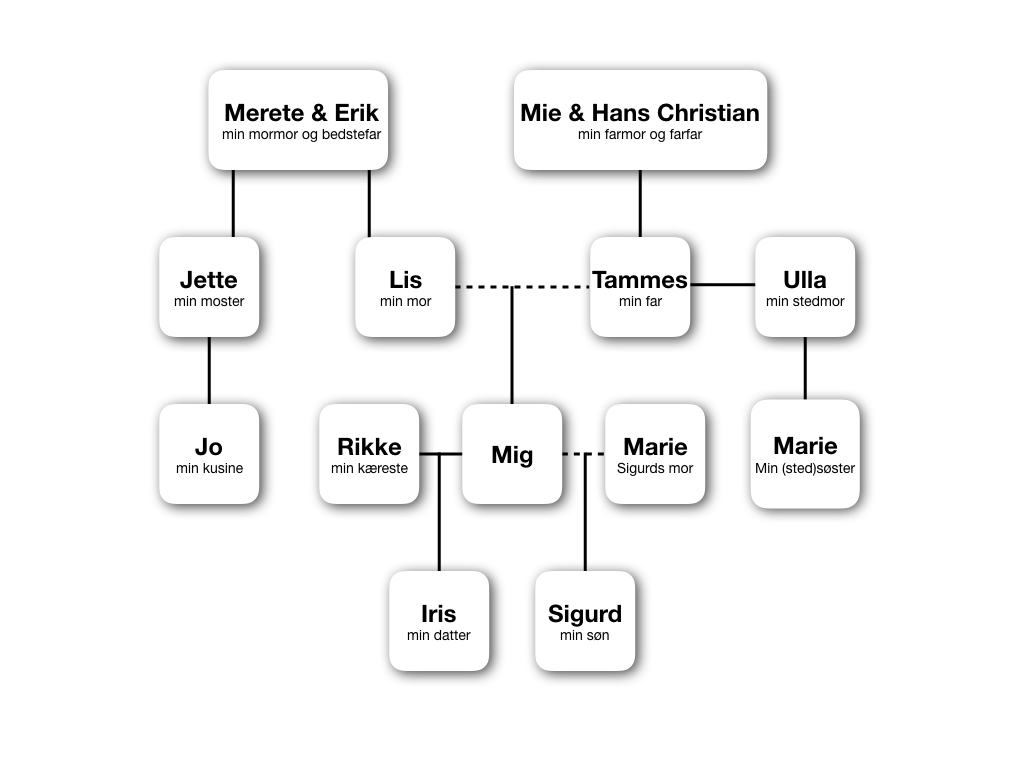 Merete & Erik
min mormor og bedstefar
Mie & Hans Christian
min farmor og farfar
Jette
min moster
Lis
min mor
Tammes
min far
Ulla
min stedmor
Jo
min kusine
Rikke
min kæreste
Mig
Marie
Sigurds mor
Marie
Min (sted)søster
Iris
min datter
Sigurd
min søn